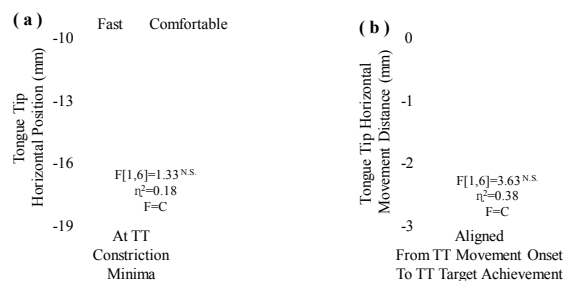 ( a )
Fast Comfortable
Tongue Tip
Horizontal Position (mm)
-10
-13
-16
-19
F[1,6]=1.33 N.S.
η²=0.18
F=C
At TT
Constriction
Minima
( b )
Tongue Tip Horizontal
Movement Distance (mm)
0
-1
-2
-3
F[1,6]=3.63 N.S.
η²=0.38
F=C
Aligned
From TT Movement Onset
To TT Target Achievement